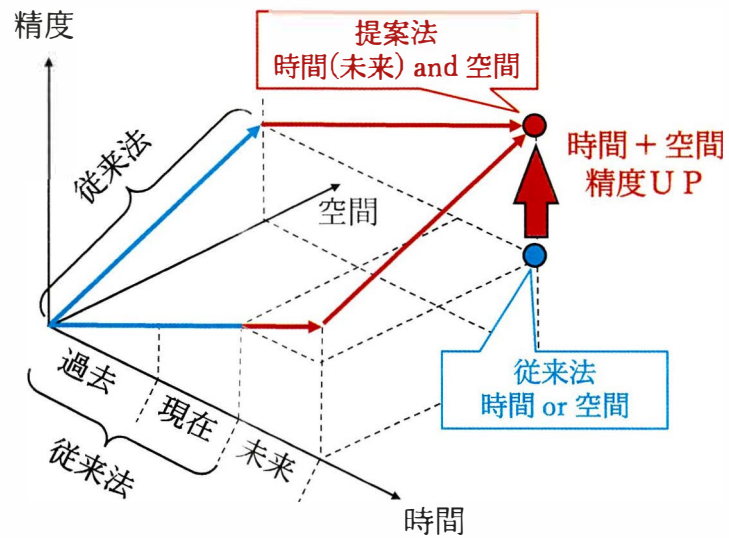 精度
提案法
時間(未来) and 空間
従来法
空間
時間 + 空間
精度UP
過去
現在
未来
従来法
従来法
時間 or 空間
時間